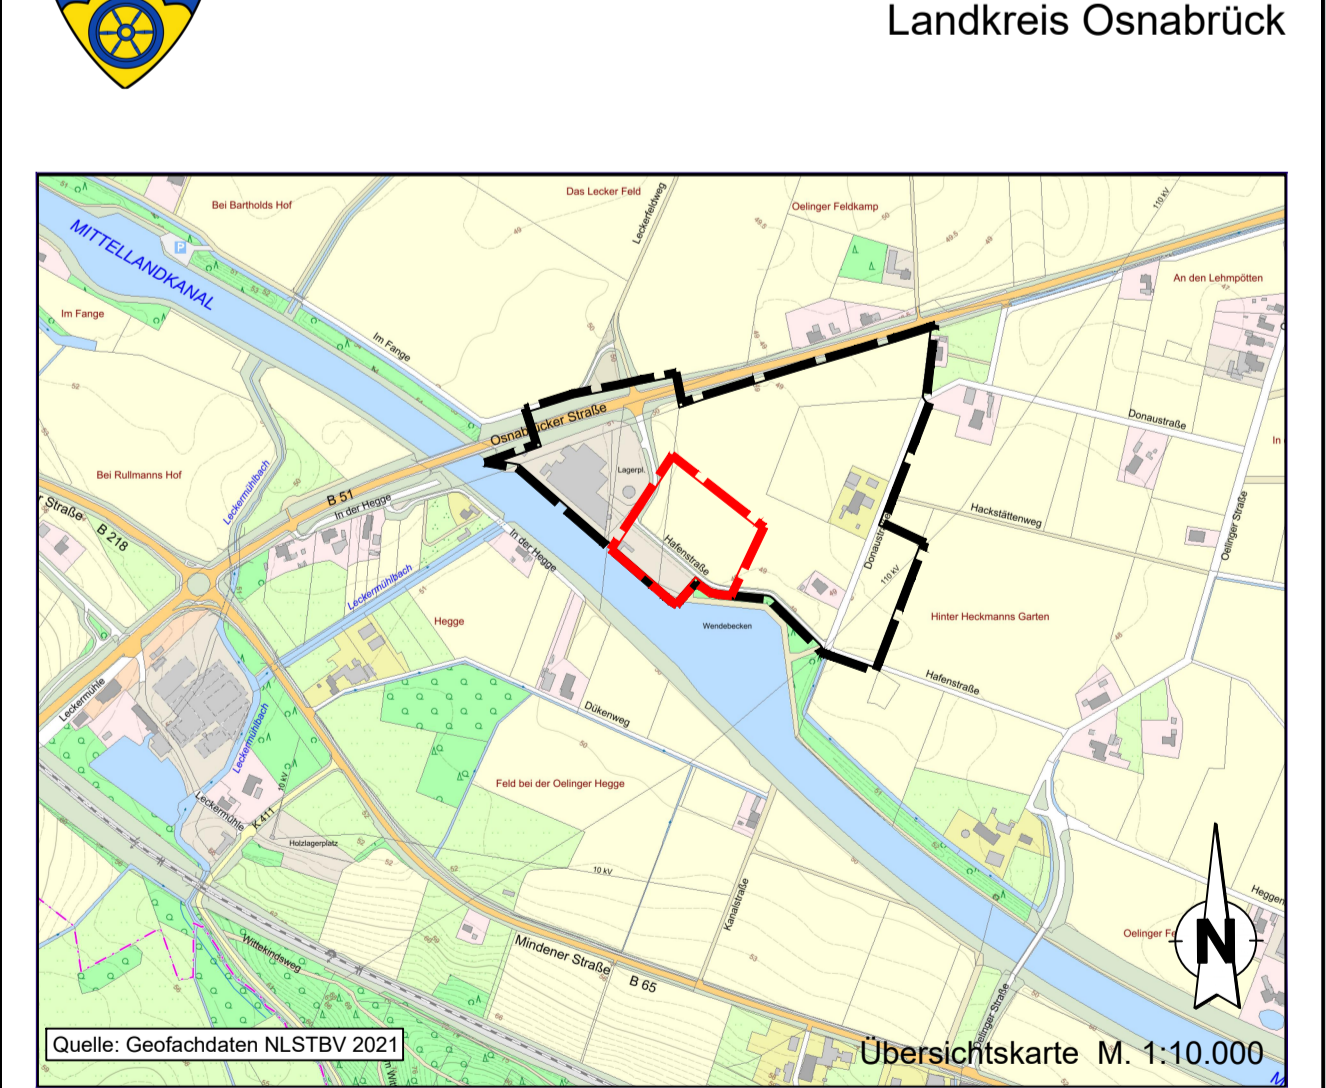 Landkreis Osnabrück
Das Lecker Feld
Bei Bartholds Hof
Leckerfeldweg
Oelinger Feldkamp
110 kV
MITTELLANDKANAL
P
An den Lehmpötten
Im Fange
Im Fange
Osnabrücker Straße
Donaustraße
Lagerpl.
Bei Rullmanns Hof
Leckermühlbach
B 51
In der Hegge
r Straße
B 218
In der Hegge
Hafenstraße
Hackstättenweg
Oelinger Straße
110 kV
Leckermühlbach
Hegge
Wendebecken
Hinter Heckmanns Garten
Hafenstraße
Leckermühle
Leckermühlbach
Dükenweg
10 kV
Feld bei der Oelinger Hegge
Leckermühle
K 411
Holzlagerplatz
10 kV
Kanalstraße
Heggen
Oelinger Fe
N
Wittekindsweg
Mindener Straße
B 65
Quelle: Geofachdaten NLSTBV 2021
Übersichtskarte M. 1:10.000